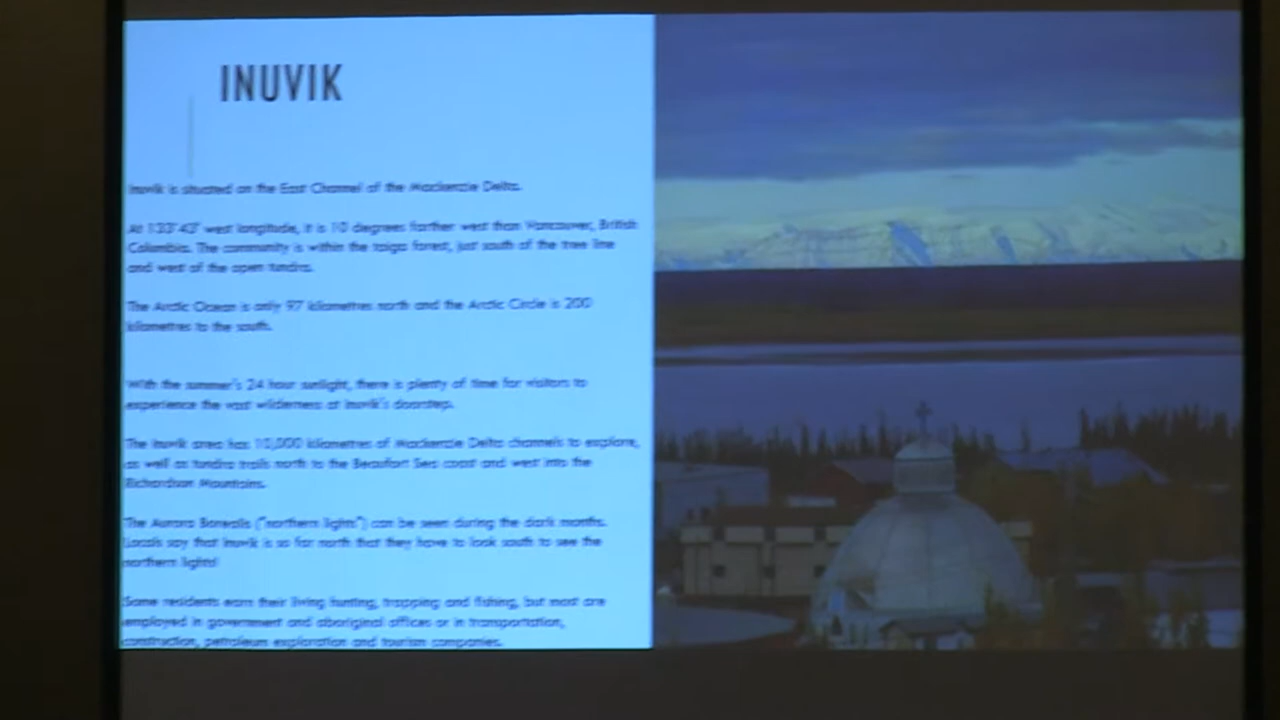 INUVIK
Inuvik is situated on the East Channel of the Mackenzie Delta.
At 133°43' west longitude, it is 10 degrees farther west than Vancouver, British
Columbia. The community is within the taiga forest, just south of the tree line
and west of the open tundra.
The Arctic Ocean is only 97 kilometres north and the Arctic Circle is 200
kilometres to the south.
With the summer's 24 hour sunlight, there is plenty of time for visitors to
experience the vast wilderness at Inuvik's doorstep.
The Inuvik area has 10,000 kilometres of Mackenzie Delta channels to explore,
as well as tundra trails north to the Beaufort Sea coast and west into the
Richardson Mountains.
The Aurora Borealis ("northern lights") can be seen during the dark months.
Locals say that Inuvik is so far north that they have to look south to see the
northern lights!
Some residents earn their living hunting, trapping and fishing, but most are
employed in government and aboriginal offices or in transportation,
construction, petroleum exploration and tourism companies.